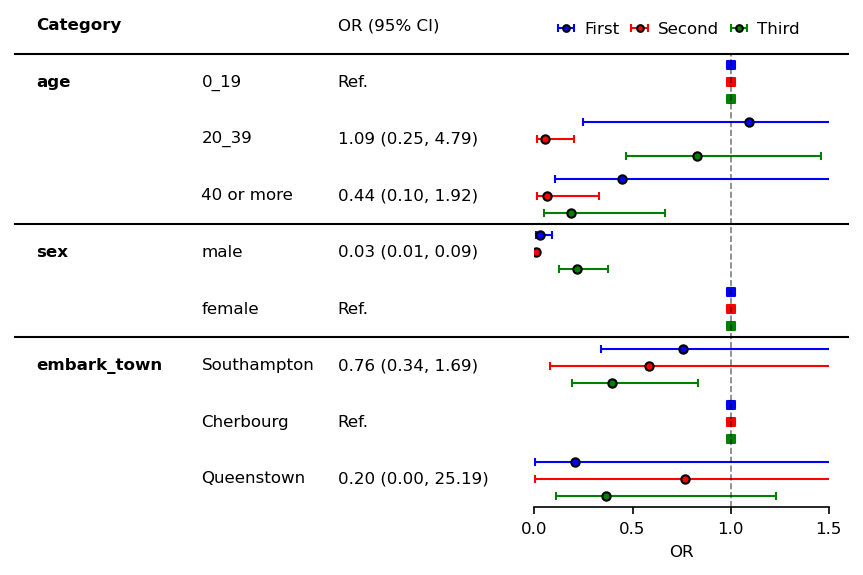 Category OR (95% CI) First Second Third
age 0_19 Ref.
20_39 1.09 (0.25, 4.79)
40 or more 0.44 (0.10, 1.92)
sex male 0.03 (0.01, 0.09)
female Ref.
embark_town Southampton 0.76 (0.34, 1.69)
Cherbourg Ref.
Queenstown 0.20 (0.00, 25.19)
0.0 0.5 1.0 1.5
OR